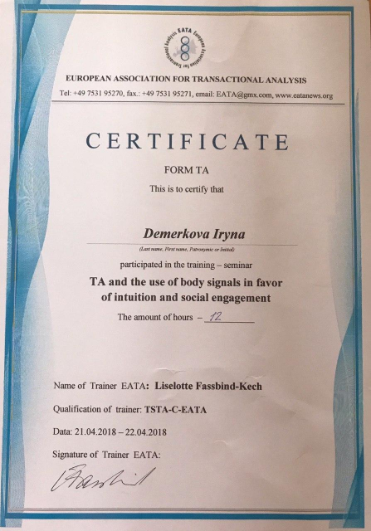 EATA European Association for Transactional Analysis
EUROPEAN ASSOCIATION FOR TRANSACTIONAL ANALYSIS
Tel: +49 7531 95270, fax.: +49 7531 95271, email: EATA@gmx.com, www.eatanews.org
CERTIFICATE
FORM TA
This is to certify that
Demerkova Iryna
(Last name, First name, Patronymic or Initial)
participated in the training – seminar
TA and the use of body signals in favor
of intuition and social engagement
The amount of hours – 12
Name of Trainer EATA: Liselotte Fassbind-Kech
Qualification of trainer: TSTA-C-EATA
Data: 21.04.2018 – 22.04.2018
Signature of Trainer EATA: